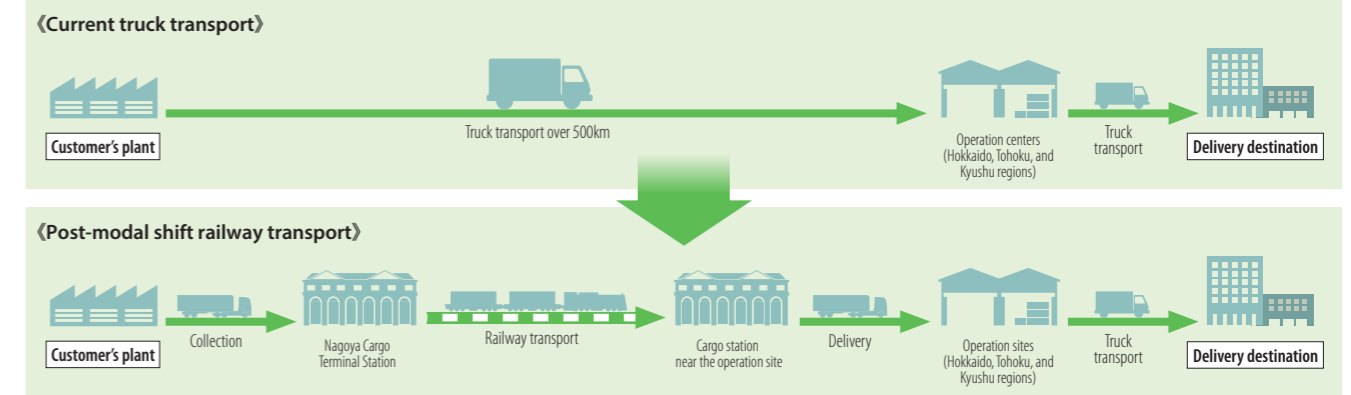 《Current truck transport》
Customer's plant
Truck transport over 500km
Operation centers
(Hokkaido, Tohoku, and
Kyushu regions)
Truck
transport
Delivery destination
《Post-modal shift railway transport》
Customer's plant
Collection
Nagoya Cargo
Terminal Station
Railway transport
Cargo station
near the operation site
Delivery
Operation sites
(Hokkaido, Tohoku, and
Kyushu regions)
Truck
transport
Delivery destination